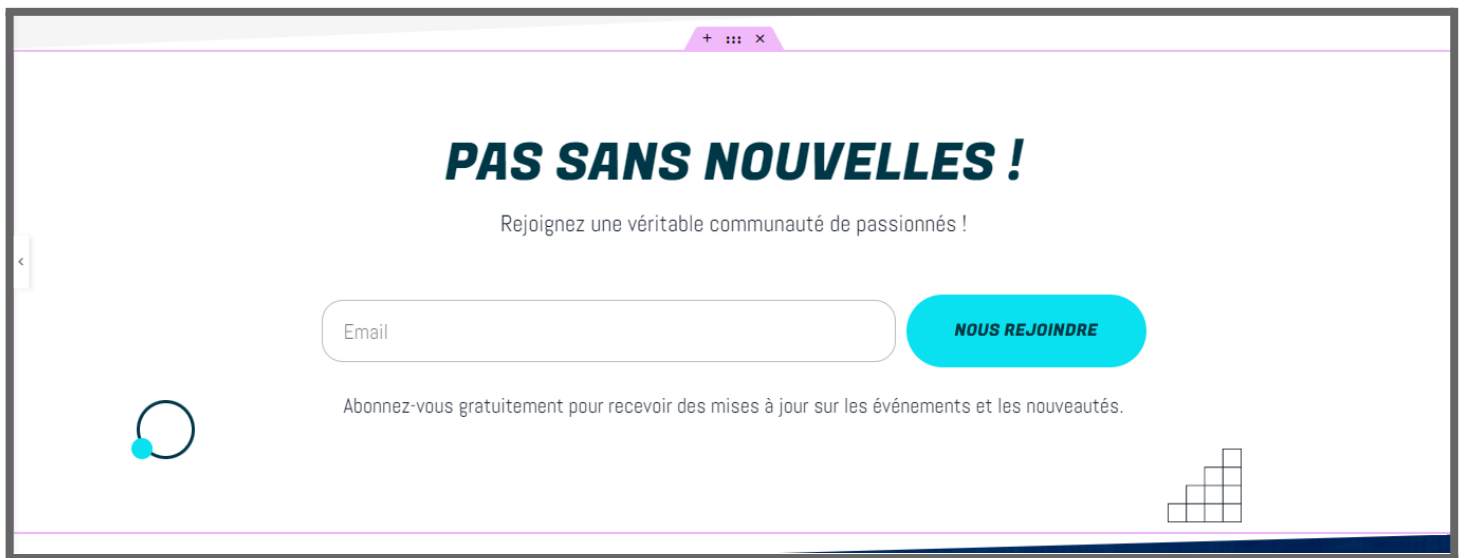 PAS SANS NOUVELLES !
Rejoignez une véritable communauté de passionnés !
Email
NOUS REJOINDRE
Abonnez-vous gratuitement pour recevoir des mises à jour sur les événements et les nouveautés.